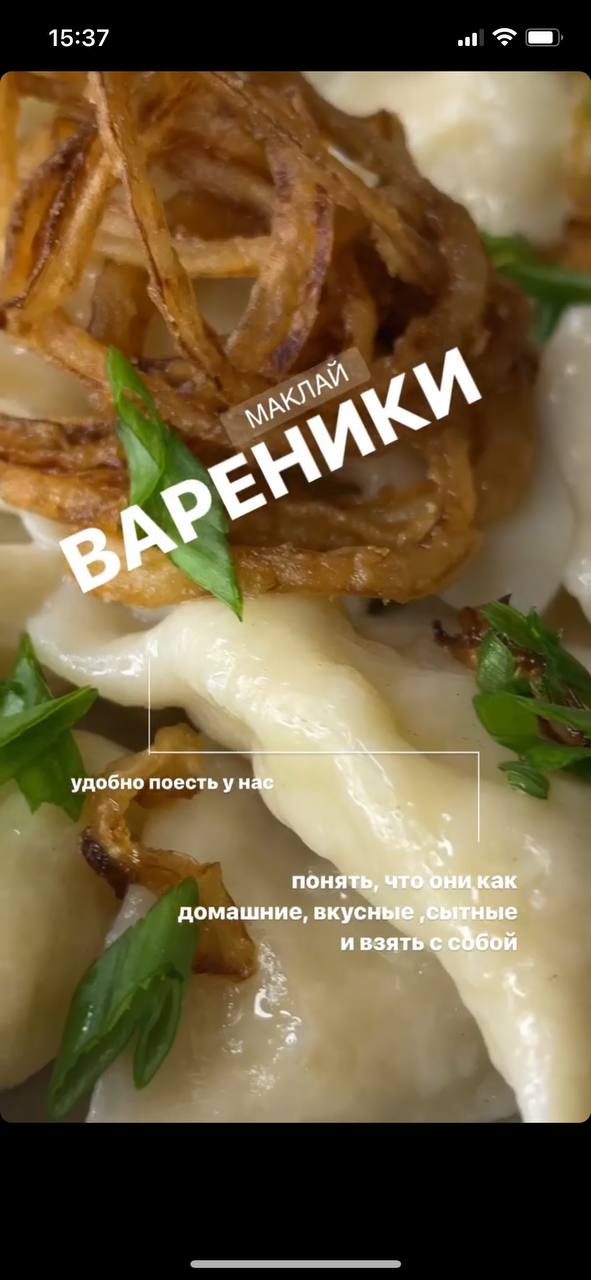 15:37
МАКЛАЙ
ВАРЕНИКИ
удобно поесть у нас
понять, что они как
домашние, вкусные ,сытные
и взять с собой